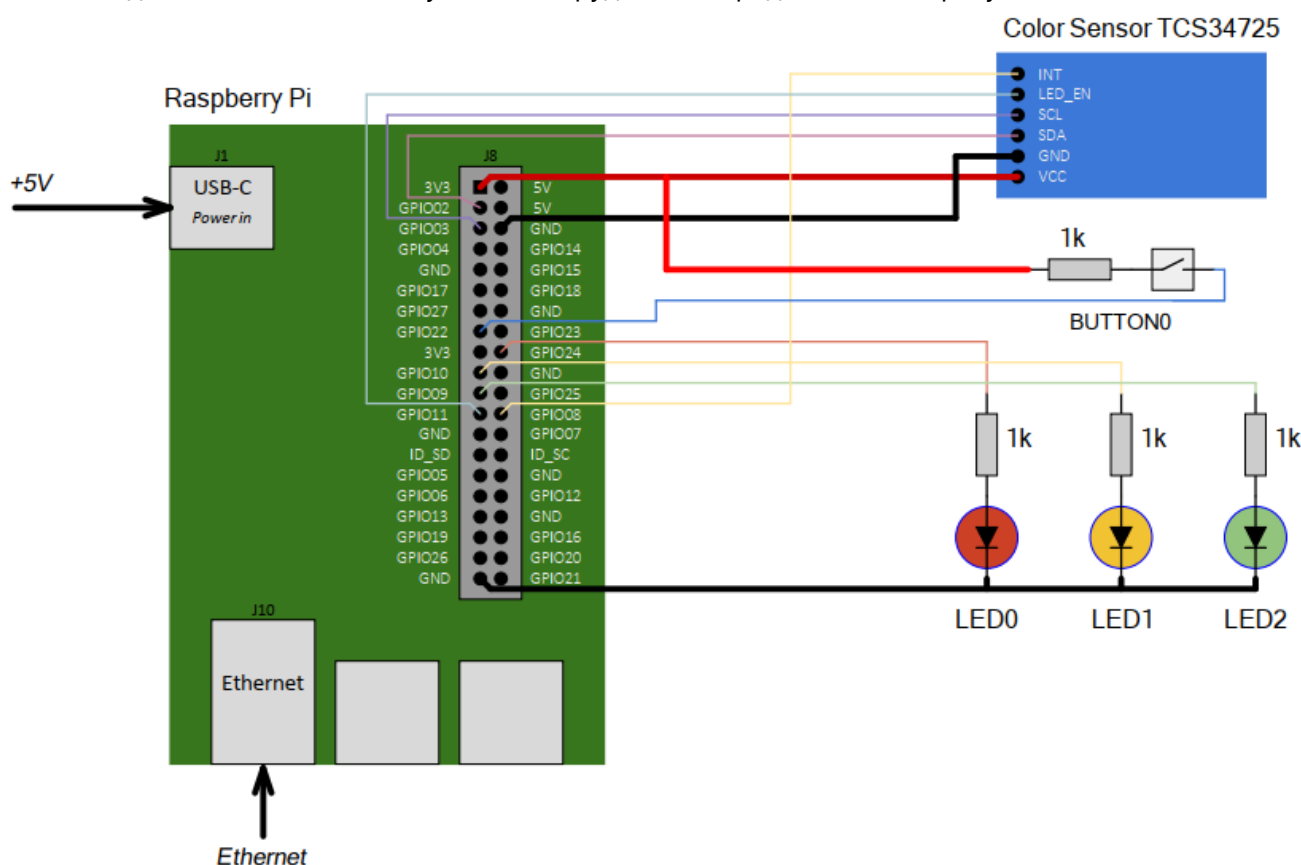 Color Sensor TCS34725
INT
LED_EN
SCL
SDA
GND
VCC
Raspberry Pi
J1
USB-C
Power in
+5V
J8
3V3 5V
GPIO02 5V
GPIO03 GND
GPIO04 GPIO14
GND GPIO15
GPIO17 GPIO18
GPIO27 GND
GPIO22 GPIO23
3V3 GPIO24
GPIO10 GND
GPIO09 GPIO25
GPIO11 GPIO08
GND GPIO07
ID_SD ID_SC
GPIO05 GND
GPIO06 GPIO12
GPIO13 GND
GPIO19 GPIO16
GPIO26 GPIO20
GND GPIO21
1k
BUTTON0
1k 1k 1k
LED0 LED1 LED2
J10
Ethernet
Ethernet